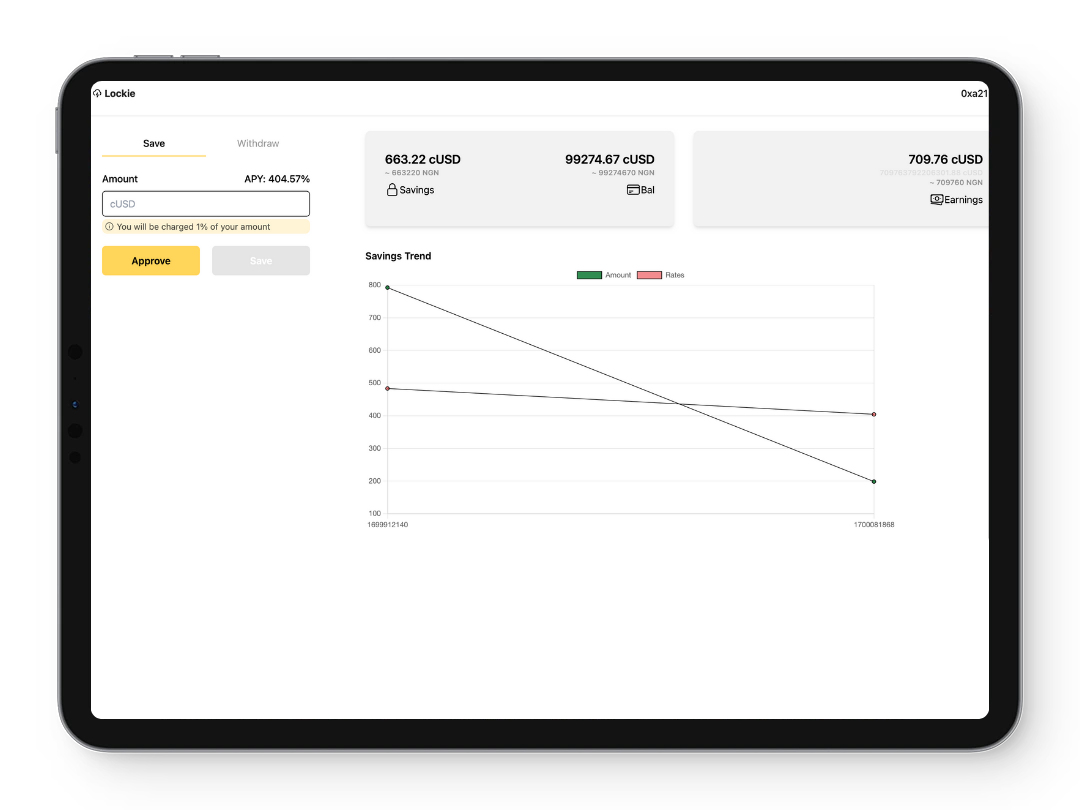 Lockie
0xa21
Save Withdraw
Amount APY: 404.57%
cUSD
You will be charged 1% of your amount
Approve Save
663.22 cUSD 99274.67 cUSD
~ 663220 NGN ~ 99274670 NGN
Savings Bal
709.76 cUSD
~ 709760 NGN
Earnings
Savings Trend
Amount Rates
800
700
600
500
400
300
200
100
1699912140 1700081868